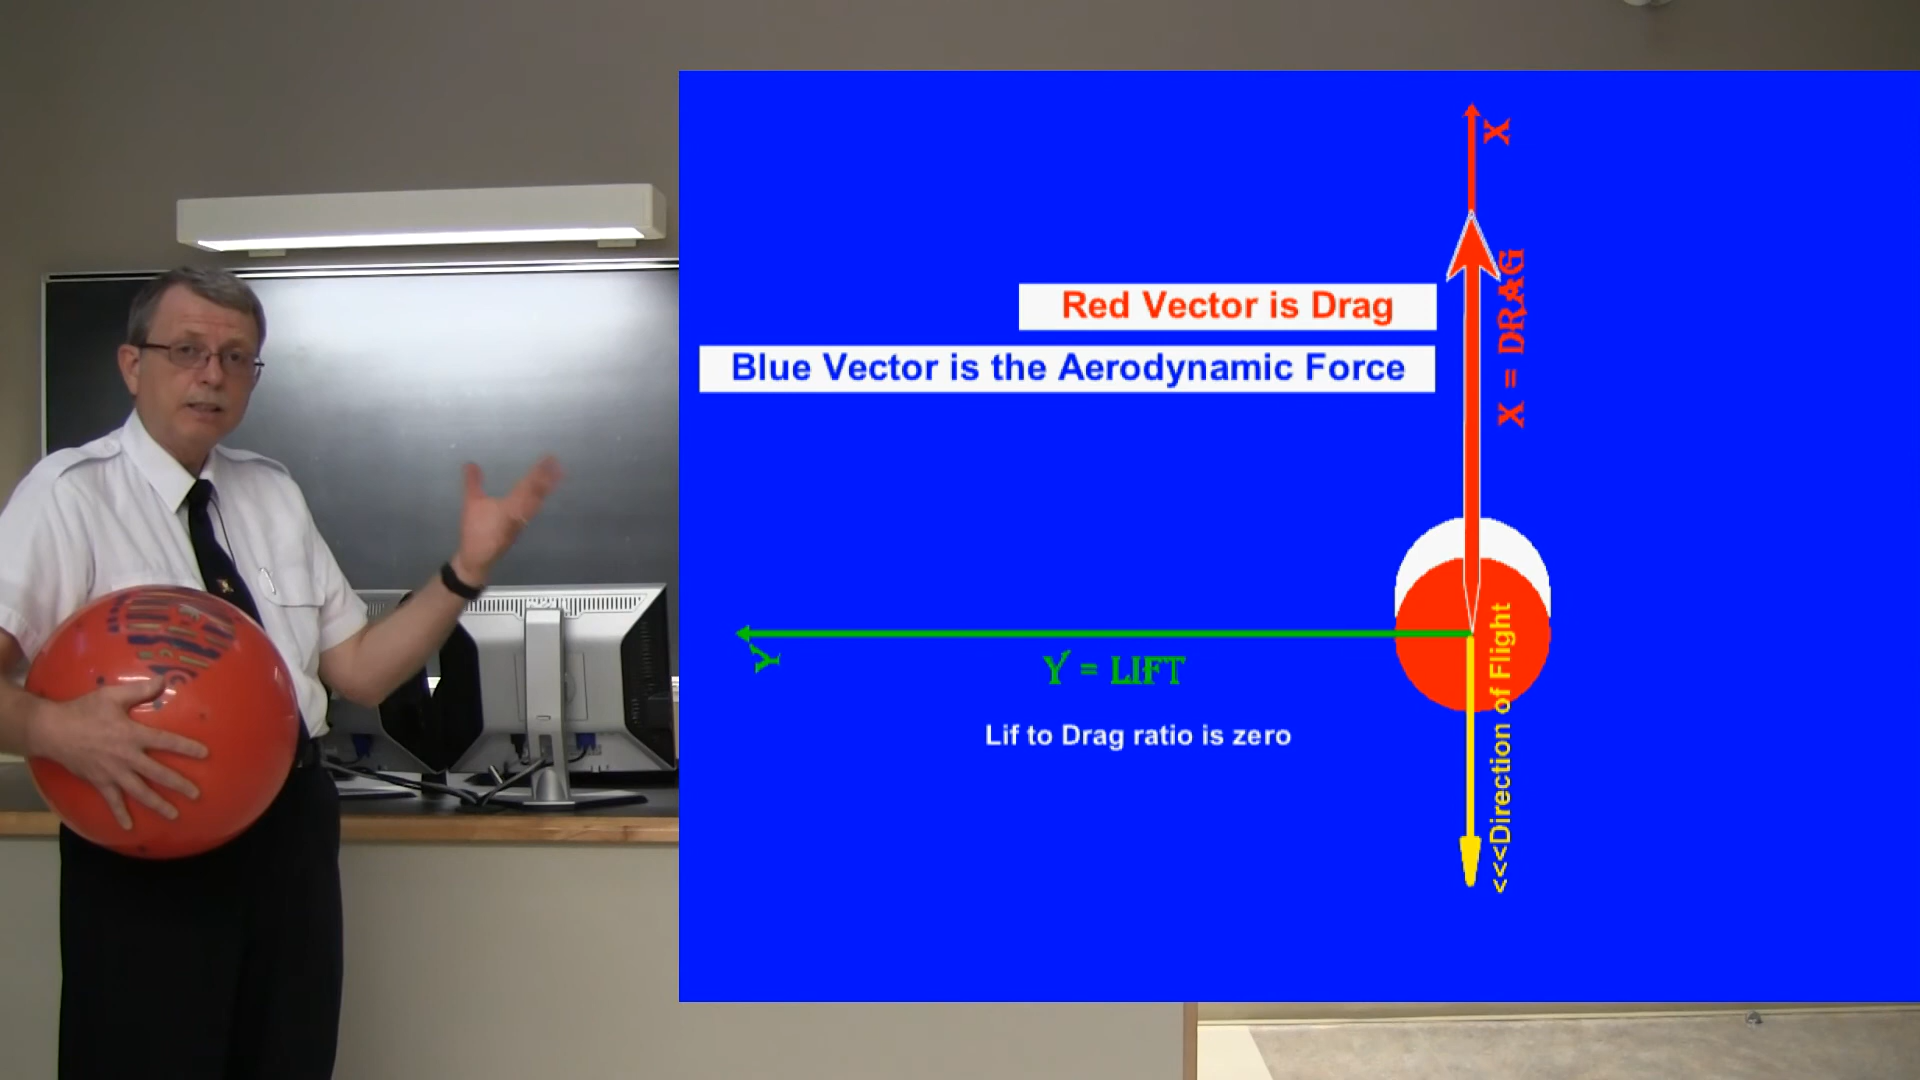 X
X = DRAG
Red Vector is Drag
Blue Vector is the Aerodynamic Force
Y
Y = LIFT
Lif to Drag ratio is zero
<<<Direction of Flight